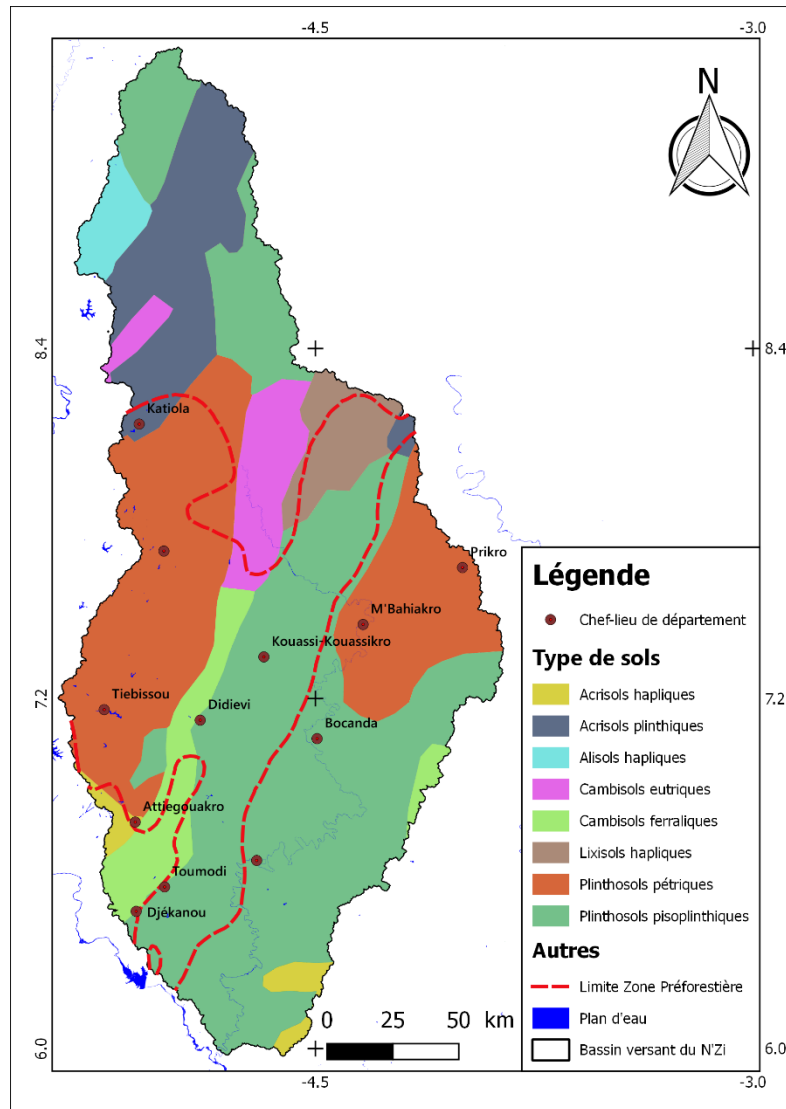 -4.5
-3.0
N
8.4
8.4
Katiola
Prikro
M'Bahiakro
Kouassi-Kouassikro
7.2
7.2
Tiebissou
Didievi
Bocanda
Attiegouakro
Toumodi
Djékanou
Légende
Chef-lieu de département
Type de sols
Acrisols hapliques
Acrisols plinthiques
Alisols hapliques
Cambisols eutriques
Cambisols ferraliques
Lixisols hapliques
Plinthosols pétriques
Plinthosols pisoplinthiques
Autres
Limite Zone Préforestière
Plan d'eau
Bassin versant du N'Zi
0 25 50 km
6.0
6.0
-4.5
-3.0